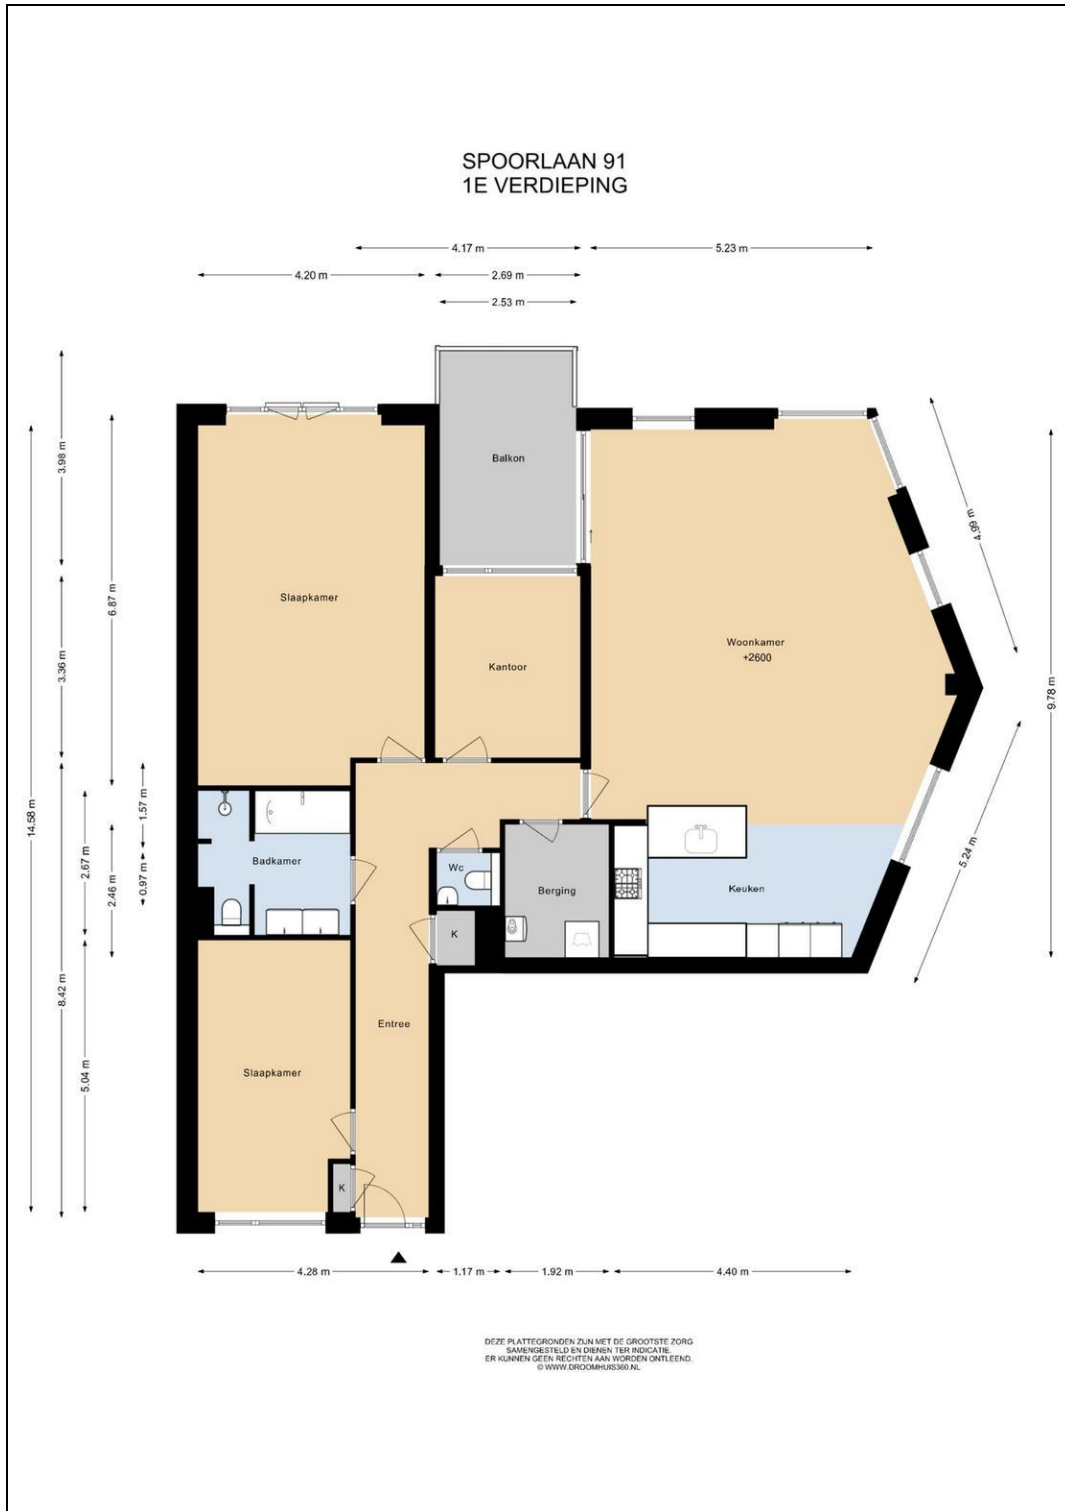 SPOORLAAN 91
1E VERDIEPING
4.17 m
5.23 m
4.20 m
2.69 m
2.53 m
3.98 m
6.87 m
3.36 m
14.58 m
1.57 m
2.67 m
2.46 m
0.97 m
8.42 m
5.04 m
Balkon
Slaapkamer
Kantoor
Woonkamer
+2600
4.99 m
9.78 m
5.24 m
Badkamer
Wc
Berging
Keuken
K
Entree
Slaapkamer
K
4.28 m
1.17 m
1.92 m
4.40 m
DEZE PLATTEGRONDEN ZIJN MET DE GROOTSTE ZORG
SAMENGESTELD EN DIENEN TER INDICATIE.
ER KUNNEN GEEN RECHTEN AAN WORDEN ONTLEEND.
© WWW.DROOMHUIS360.NL